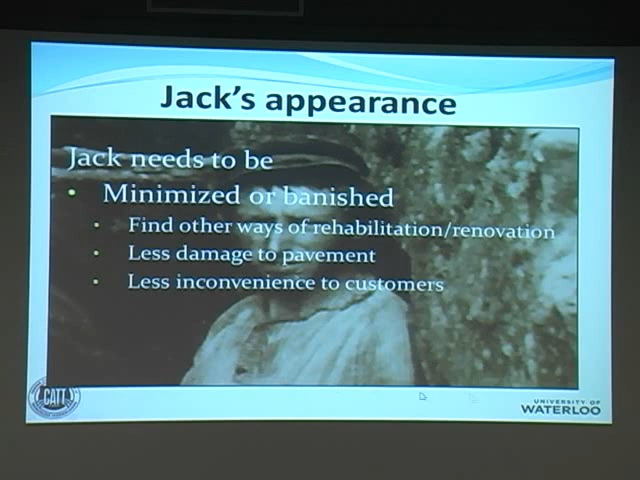 Jack's appearance
Jack needs to be
• Minimized or banished
• Find other ways of rehabilitation/renovation
• Less damage to pavement
• Less inconvenience to customers
CATT
UNIVERSITY OF
WATERLOO